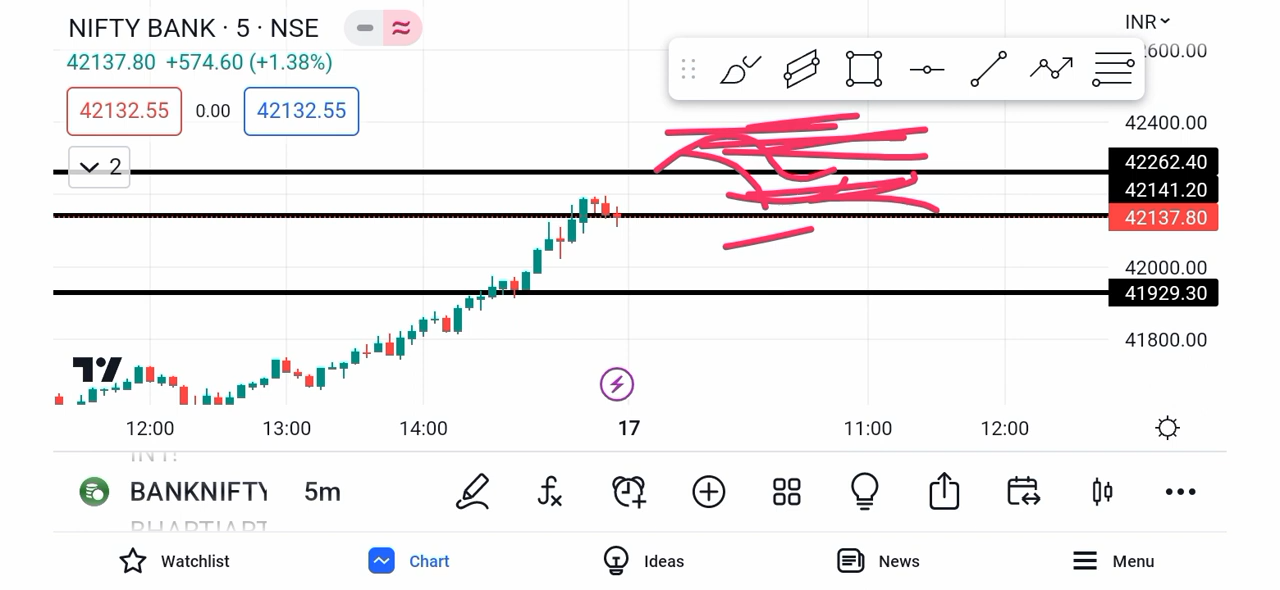 NIFTY BANK · 5 · NSE
INR
42137.80 +574.60 (+1.38%)
42132.55 0.00 42132.55
2
42600.00
42400.00
42262.40
42141.20
42137.80
42000.00
41929.30
41800.00
12:00 13:00 14:00 17 11:00 12:00
BANKNIFTY 5m
Watchlist Chart Ideas News Menu